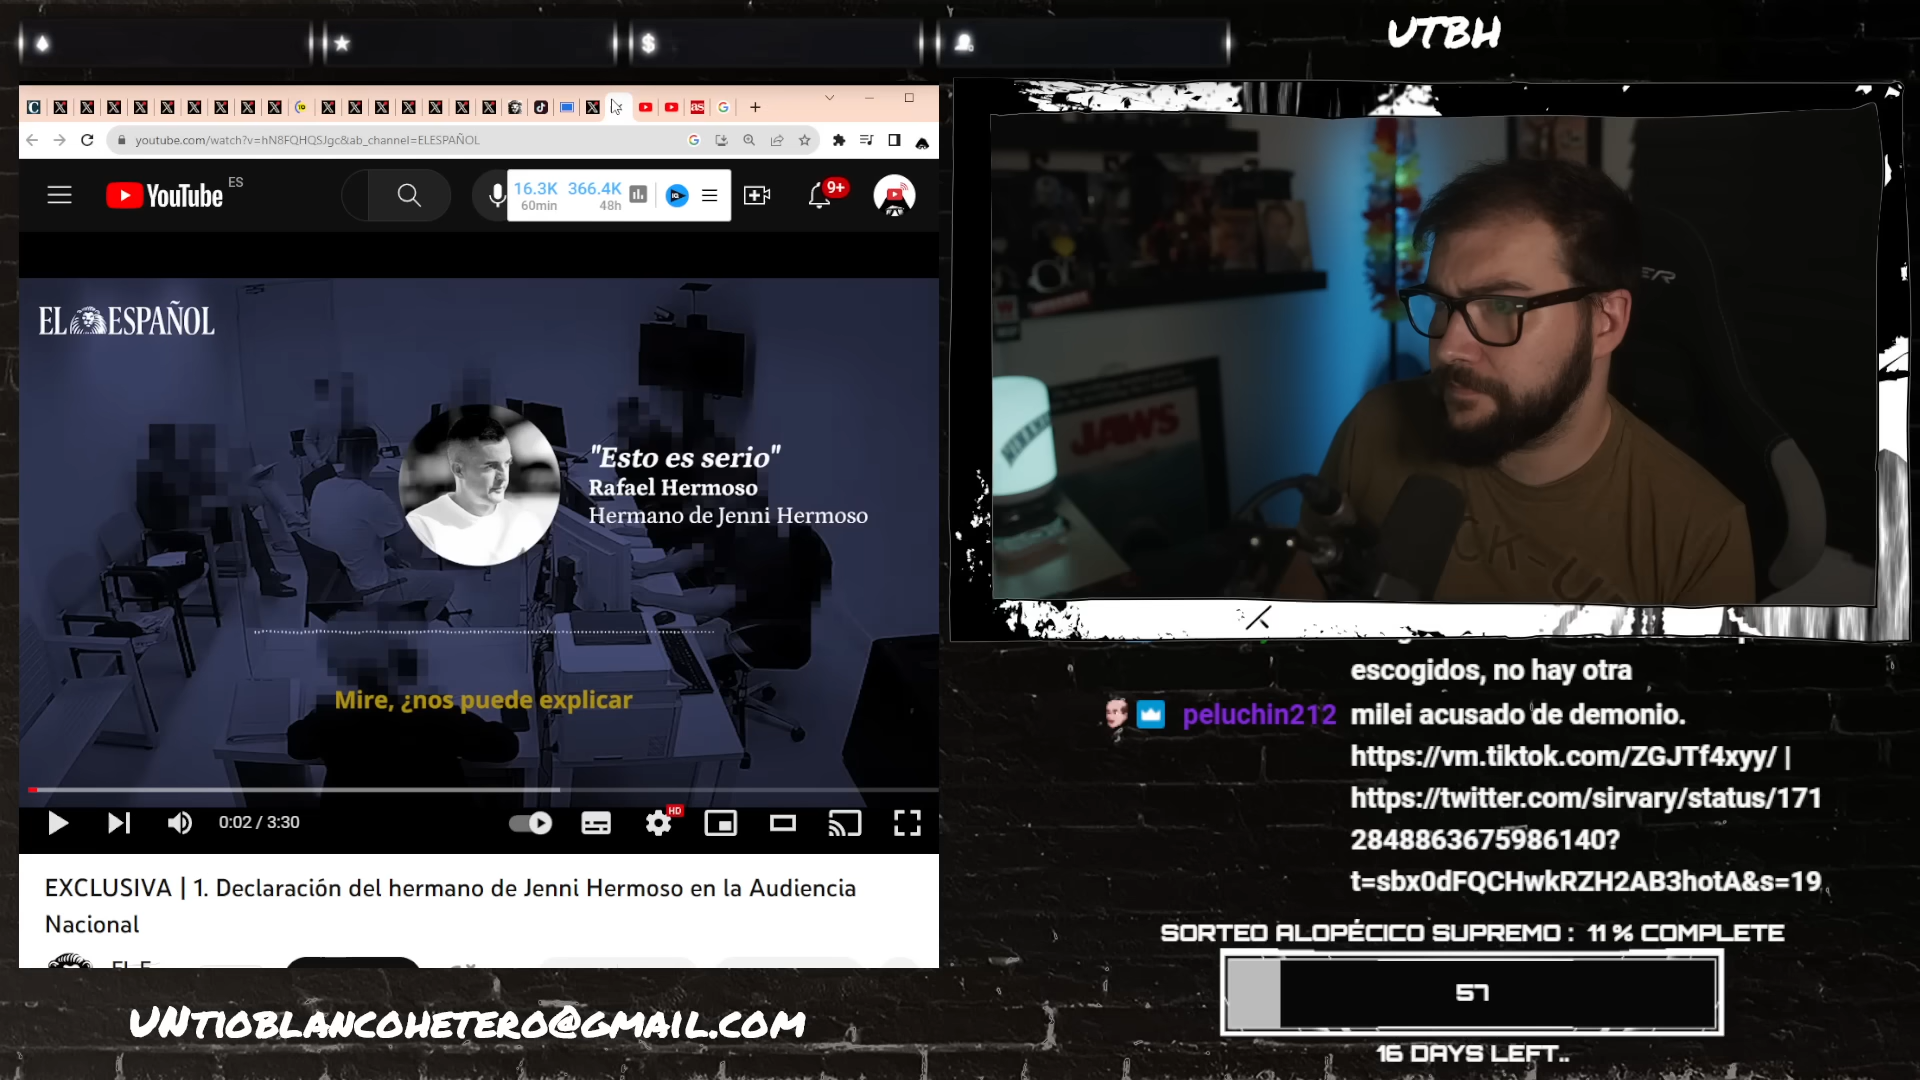 UTBH
youtube.com/watch?v=hN8FQHQSJgc&ab_channel=ELESPAÑOL
YouTube ES
16.3K 366.4K
60min 48h
9+
EL ESPAÑOL
"Esto es serio"
Rafael Hermoso
Hermano de Jenni Hermoso
Mire, ¿nos puede explicar
0:02 / 3:30
HD
EXCLUSIVA | 1. Declaración del hermano de Jenni Hermoso en la Audiencia
Nacional
UNTIOBLANCOHETERO@GMAIL.COM
JAWS
escogidos, no hay otra
peluchin212 milei acusado de demonio.
https://vm.tiktok.com/ZGJTf4xyy/ |
https://twitter.com/sirvary/status/171
2848863675986140?
t=sbx0dFQCHwkRZH2AB3hotA&s=19
SORTEO ALOPÉCICO SUPREMO : 11 % COMPLETE
57
16 DAYS LEFT..